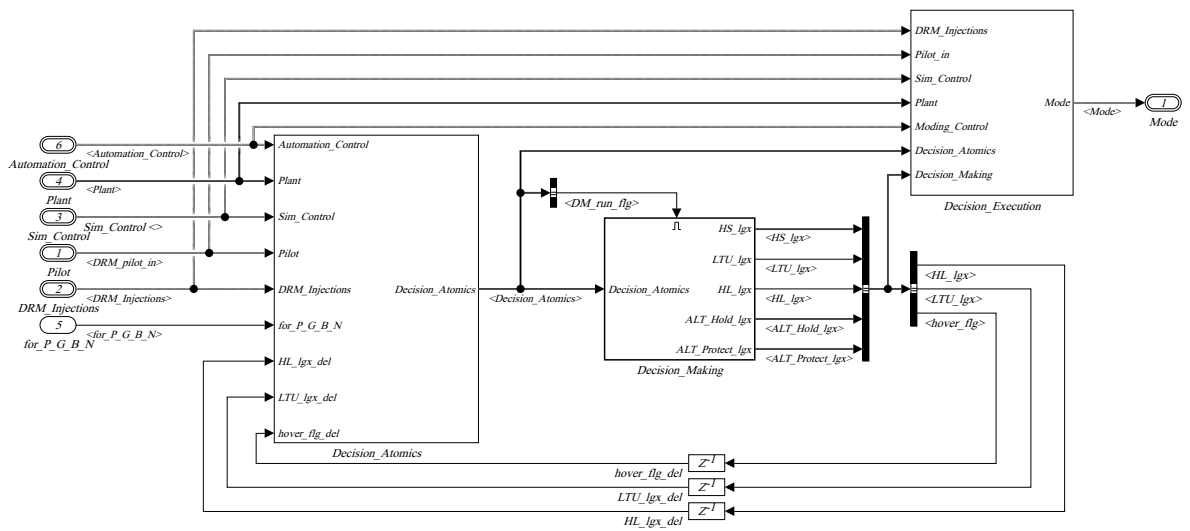 DRM_Injections
Pilot_in
Sim_Control
Plant
Mode
<Mode>
1
Mode
Moding_Control
Decision_Atomics
Decision_Making
Decision_Execution
6
<Automation_Control>
Automation_Control
4
<Plant>
Plant
3
Sim_Control <>
Sim_Control
1
<DRM_pilot_in>
Pilot
2
<DRM_Injections>
DRM_Injections
5
<for_P_G_B_N>
for_P_G_B_N
Automation_Control
Plant
Sim_Control
Pilot
DRM_Injections
for_P_G_B_N
HL_lgx_del
LTU_lgx_del
hover_flg_del
Decision_Atomics
Decision_Atomics
<Decision_Atomics>
<DM_run_flg>
Decision_Atomics
HS_lgx
LTU_lgx
HL_lgx
ALT_Hold_lgx
ALT_Protect_lgx
Decision_Making
<HS_lgx>
<LTU_lgx>
<HL_lgx>
<ALT_Hold_lgx>
<ALT_Protect_lgx>
<HL_lgx>
<LTU_lgx>
<hover_flg>
Z-1
hover_flg_del
Z-1
LTU_lgx_del
Z-1
HL_lgx_del